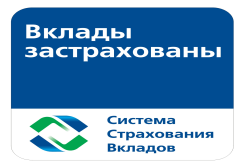 Вклады
застрахованы
Система
Страхования
Вкладов